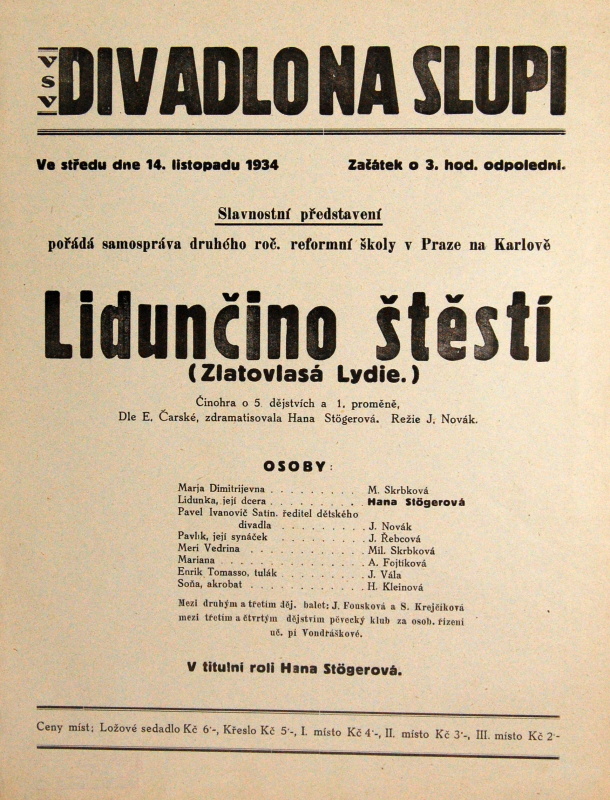 VSV DIVADLO NA SLUPI
Ve středu dne 14. listopadu 1934 Začátek o 3. hod. odpolední.
Slavnostní představení
pořádá samospráva druhého roč. reformní školy v Praze na Karlově
Lidunčino štěstí
(Zlatovlasá Lydie.)
Činohra o 5. dějstvích a 1. proměně,
Dle E. Čarské, zdramatisovala Hana Stögerová. Režie J. Novák.
OSOBY:
Marja Dimitrijevna . . . . . . . . . M. Skrbková
Lidunka, její dcera . . . . . . . . . Hana Stögerová
Pavel Ivanovič Satin. ředitel dětského
divadla . . . . . . . . . J. Novák
Pavlík, její synáček . . . . . . . . . J. Řebcová
Meri Vedrina . . . . . . . . . . . Mil. Skrbková
Mariana . . . . . . . . . . . . . A. Fojtíková
Enrik Tomasso, tulák . . . . . . . . J. Vála
Soňa, akrobat . . . . . . . . . . . H. Kleinová
Mezi druhým a třetím děj. balet: J. Fousková a S. Krejčíková
mezi třetím a čtvrtým dějstvím pěvecký klub za osob. řízení
uč. pí Vondráškové.
V titulní roli Hana Stögerová.
Ceny míst; Ložové sedadlo Kč 6·-, Křeslo Kč 5·-, I. místo Kč 4·-, II. místo Kč 3·-, III. místo Kč 2·-